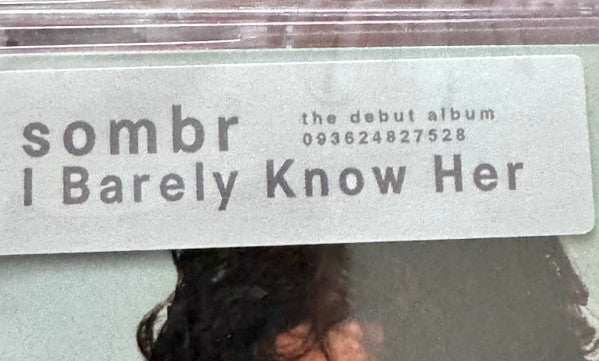 sombr
the debut album
093624827528
I Barely Know Her